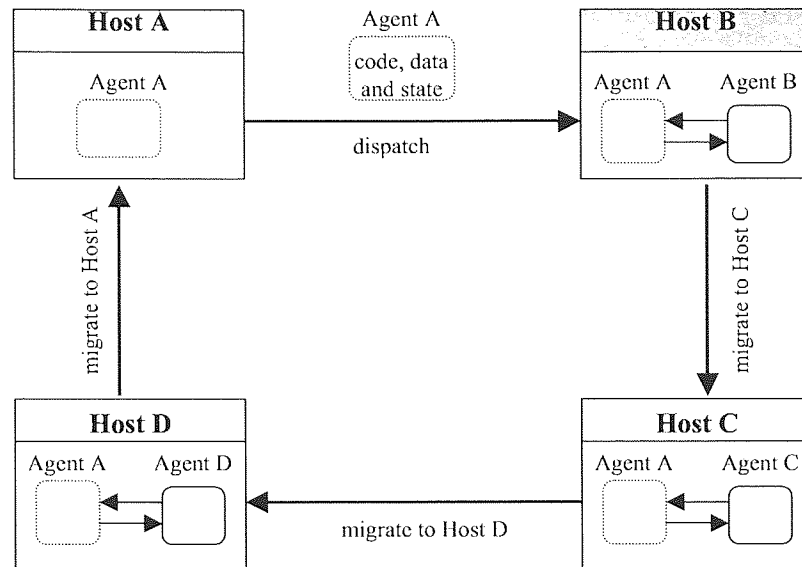 Host A
Agent A
Agent A
code, data
and state
dispatch
Host B
Agent A
Agent B
migrate to Host A
migrate to Host C
Host D
Agent A
Agent D
migrate to Host D
Host C
Agent A
Agent C